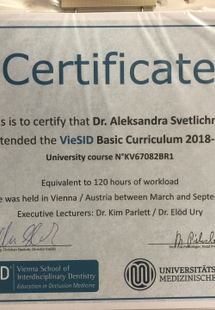 Certificate
is is to certify that Dr. Aleksandra Svetlichn
tended the VieSID Basic Curriculum 2018-
University course N°KV67082BR1
Equivalent to 120 hours of workload
e was held in Vienna / Austria between March and Septe
Executive Lecturers: Dr. Kim Parlett / Dr. Előd Ury
D Vienna School of
Interdisciplinary Dentistry
Education in Occlusion Medicine
UNIVERSITÄTS
MEDIZINISCHE